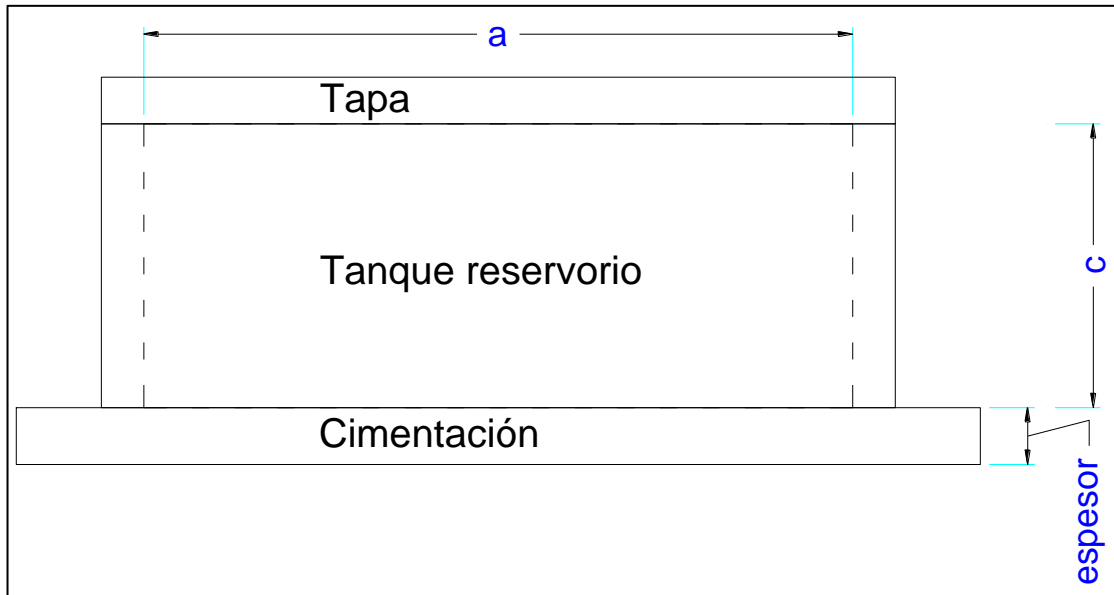 a
Tapa
Tanque reservorio
c
Cimentación
espesor